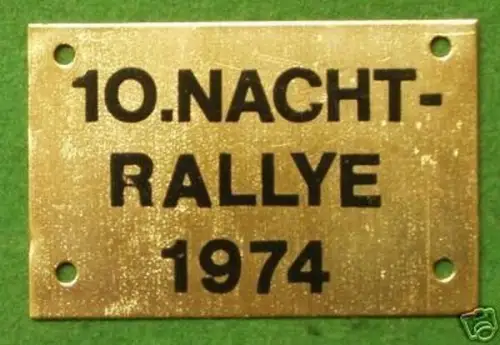 10.NACHT-
RALLYE
1974